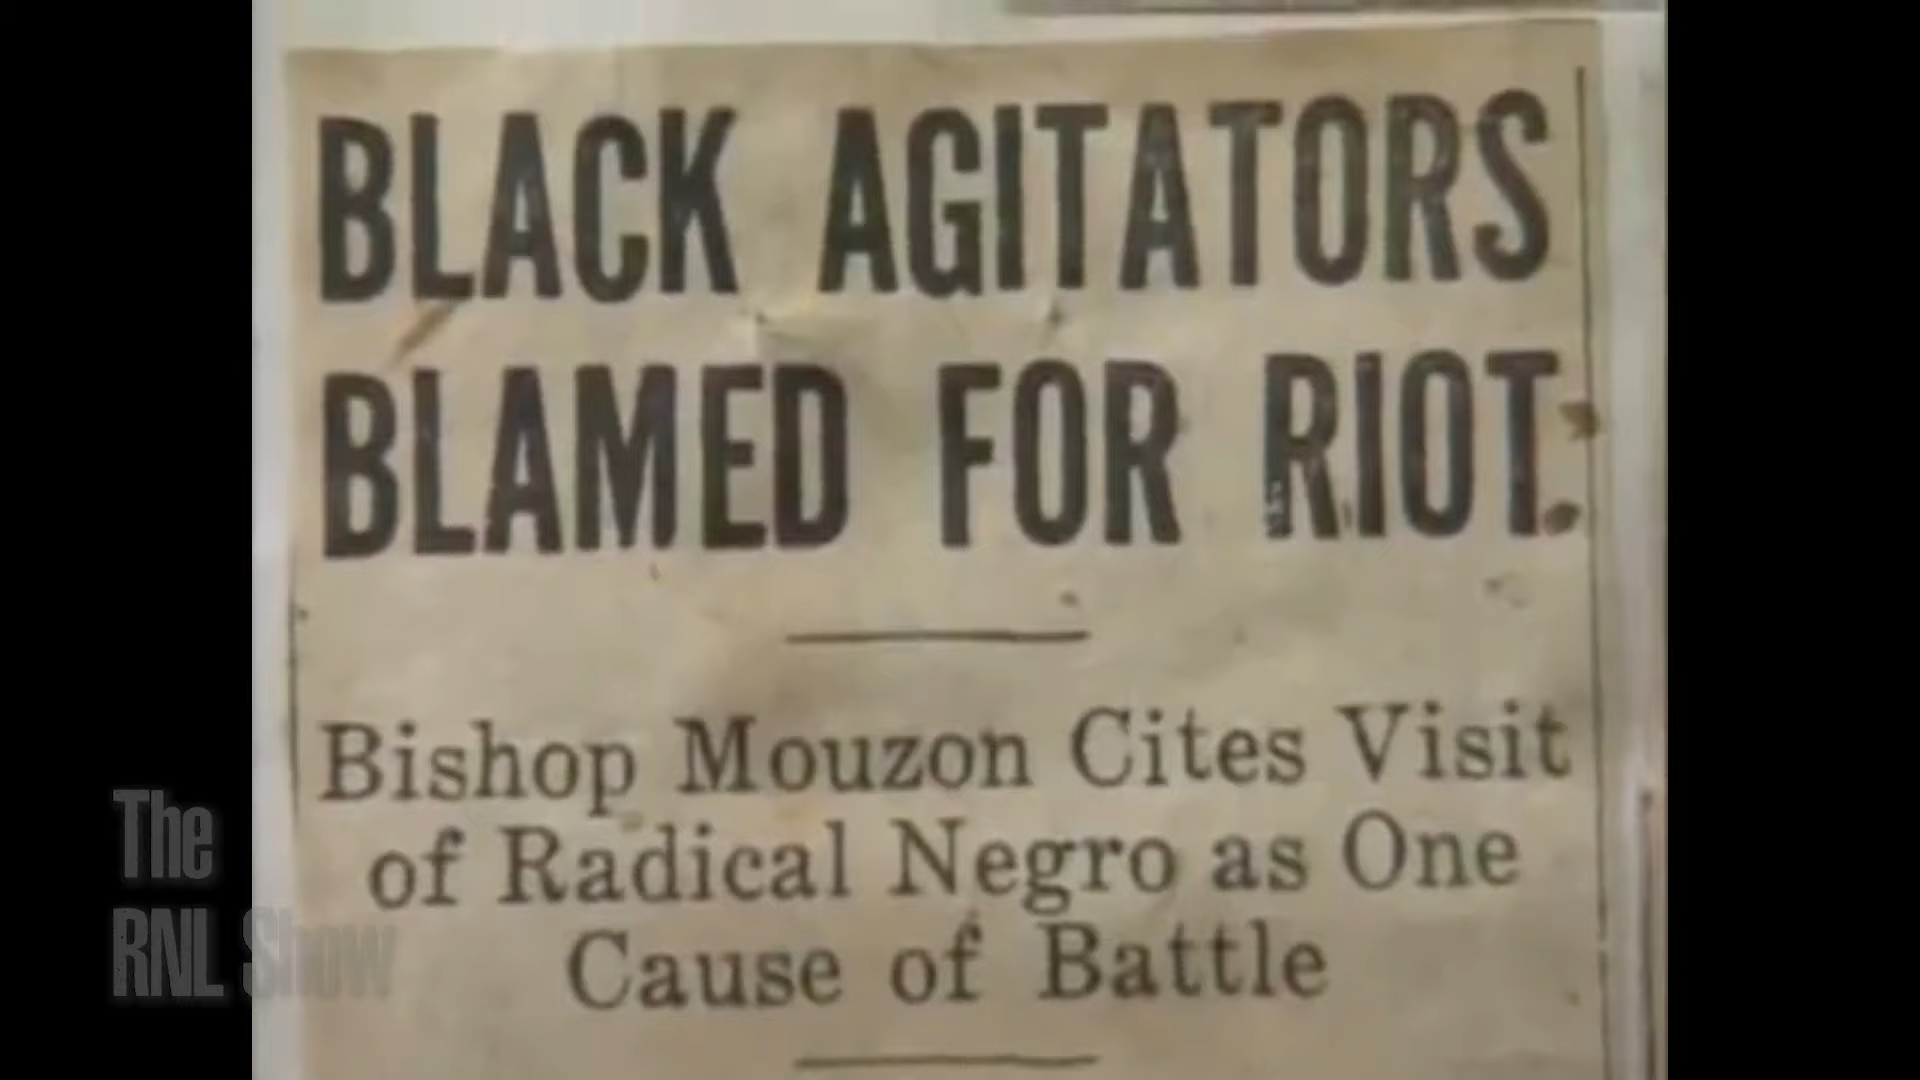 BLACK AGITATORS
BLAMED FOR RIOT.
Bishop Mouzon Cites Visit
of Radical Negro as One
Cause of Battle
The
RNL Show